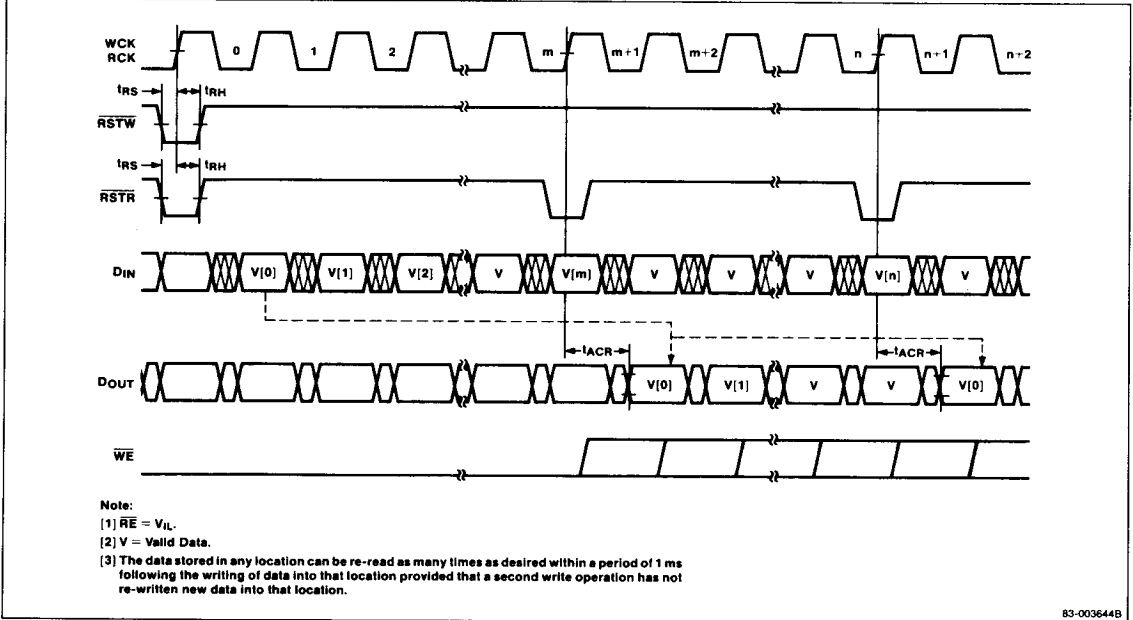 WCK
RCK
0 1 2 m m+1 m+2 n n+1 n+2
tRS tRH
RSTW
tRS tRH
RSTR
DIN V[0] V[1] V[2] V V[m] V V V V[n] V
tACR tACR
DOUT V[0] V[1] V V V[0]
WE
Note:
[1] RE = VIL.
[2] V = Valid Data.
[3] The data stored in any location can be re-read as many times as desired within a period of 1 ms
following the writing of data into that location provided that a second write operation has not
re-written new data into that location.
83-003644B